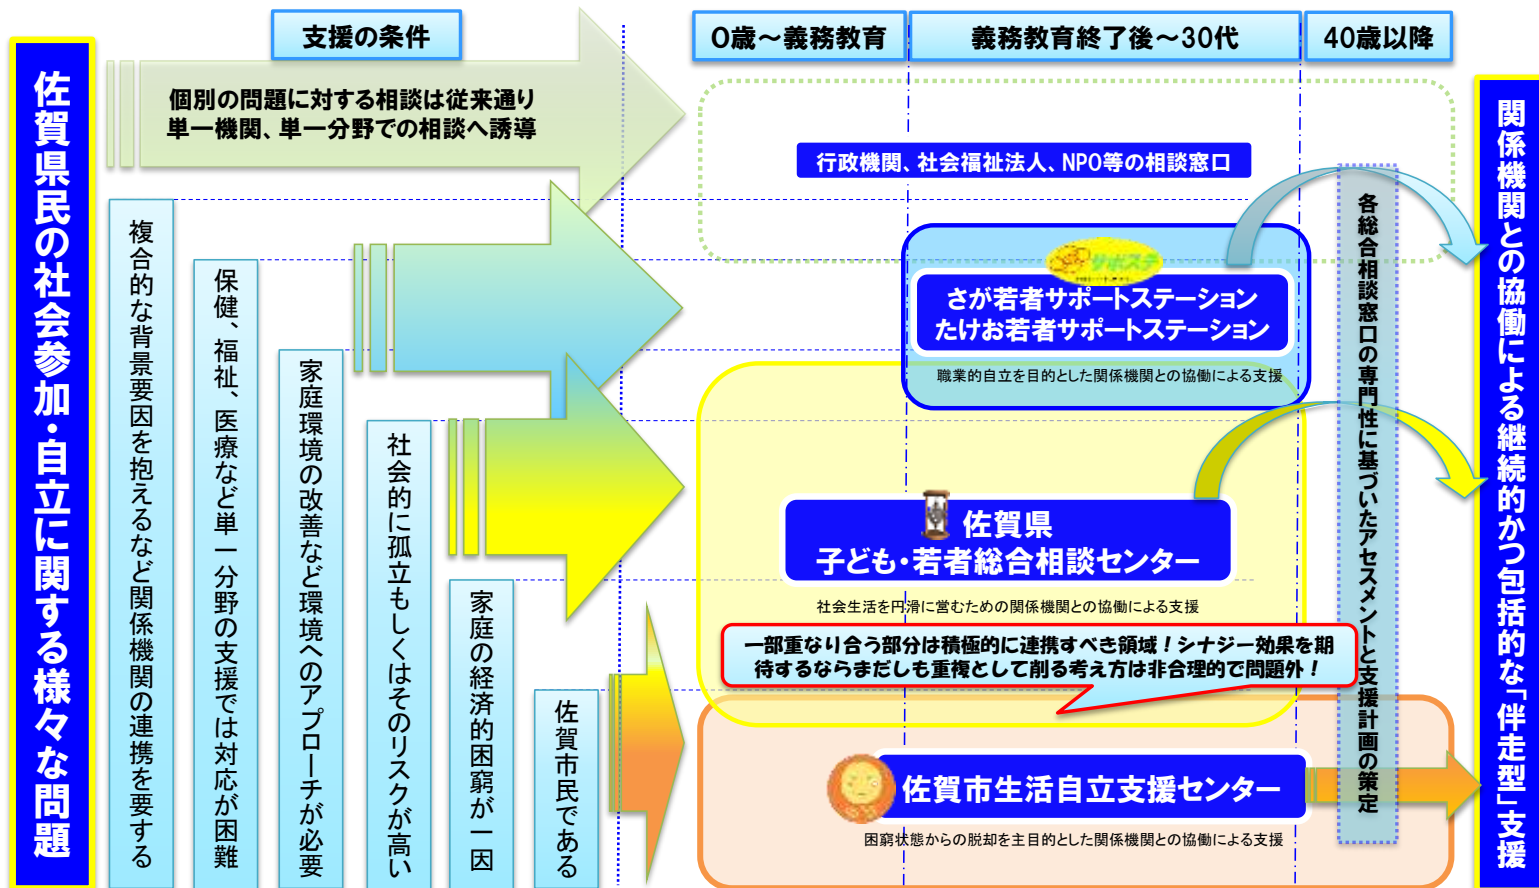 支援の条件
0歳～義務教育
義務教育終了後～30代
40歳以降
佐賀県民の社会参加・自立に関する様々な問題
個別の問題に対する相談は従来通り
単一機関、単一分野での相談へ誘導
複合的な背景要因を抱えるなど関係機関の連携を要する
保健、福祉、医療など単一分野の支援では対応が困難
家庭環境の改善など環境へのアプローチが必要
社会的に孤立もしくはそのリスクが高い
家庭の経済的困窮が一因
佐賀市民である
行政機関、社会福祉法人、NPO等の相談窓口
サポステ
さが若者サポートステーション
たけお若者サポートステーション
職業的自立を目的とした関係機関との協働による支援
佐賀県
子ども・若者総合相談センター
社会生活を円滑に営むための関係機関との協働による支援
一部重なり合う部分は積極的に連携すべき領域！シナジー効果を期
待するならまだしも重複として削る考え方は非合理的で問題外！
佐賀市生活自立支援センター
困窮状態からの脱却を主目的とした関係機関との協働による支援
各総合相談窓口の専門性に基づいたアセスメントと支援計画の策定
関係機関との協働による継続的かつ包括的な「伴走型」支援